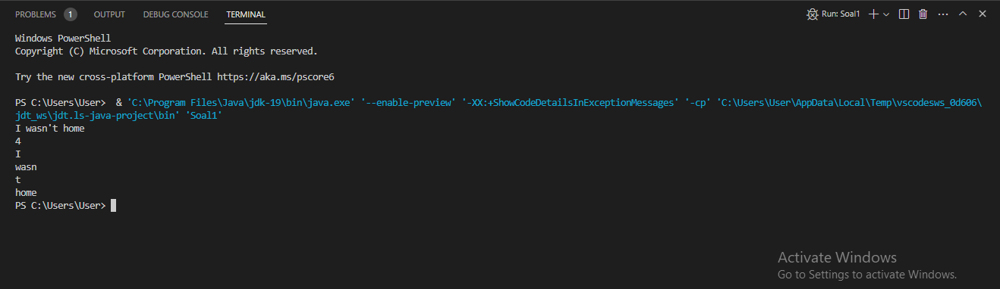 PROBLEMS 1 OUTPUT DEBUG CONSOLE TERMINAL Run: Soal1
Windows PowerShell
Copyright (C) Microsoft Corporation. All rights reserved.
Try the new cross-platform PowerShell https://aka.ms/pscore6
PS C:\Users\User>  & 'C:\Program Files\Java\jdk-19\bin\java.exe' '--enable-preview' '-XX:+ShowCodeDetailsInExceptionMessages' '-cp' 'C:\Users\User\AppData\Local\Temp\vscodesws_0d606\
jdt_ws\jdt.ls-java-project\bin' 'Soal1'
I wasn't home
4
I
wasn
t
home
PS C:\Users\User>
Activate Windows
Go to Settings to activate Windows.